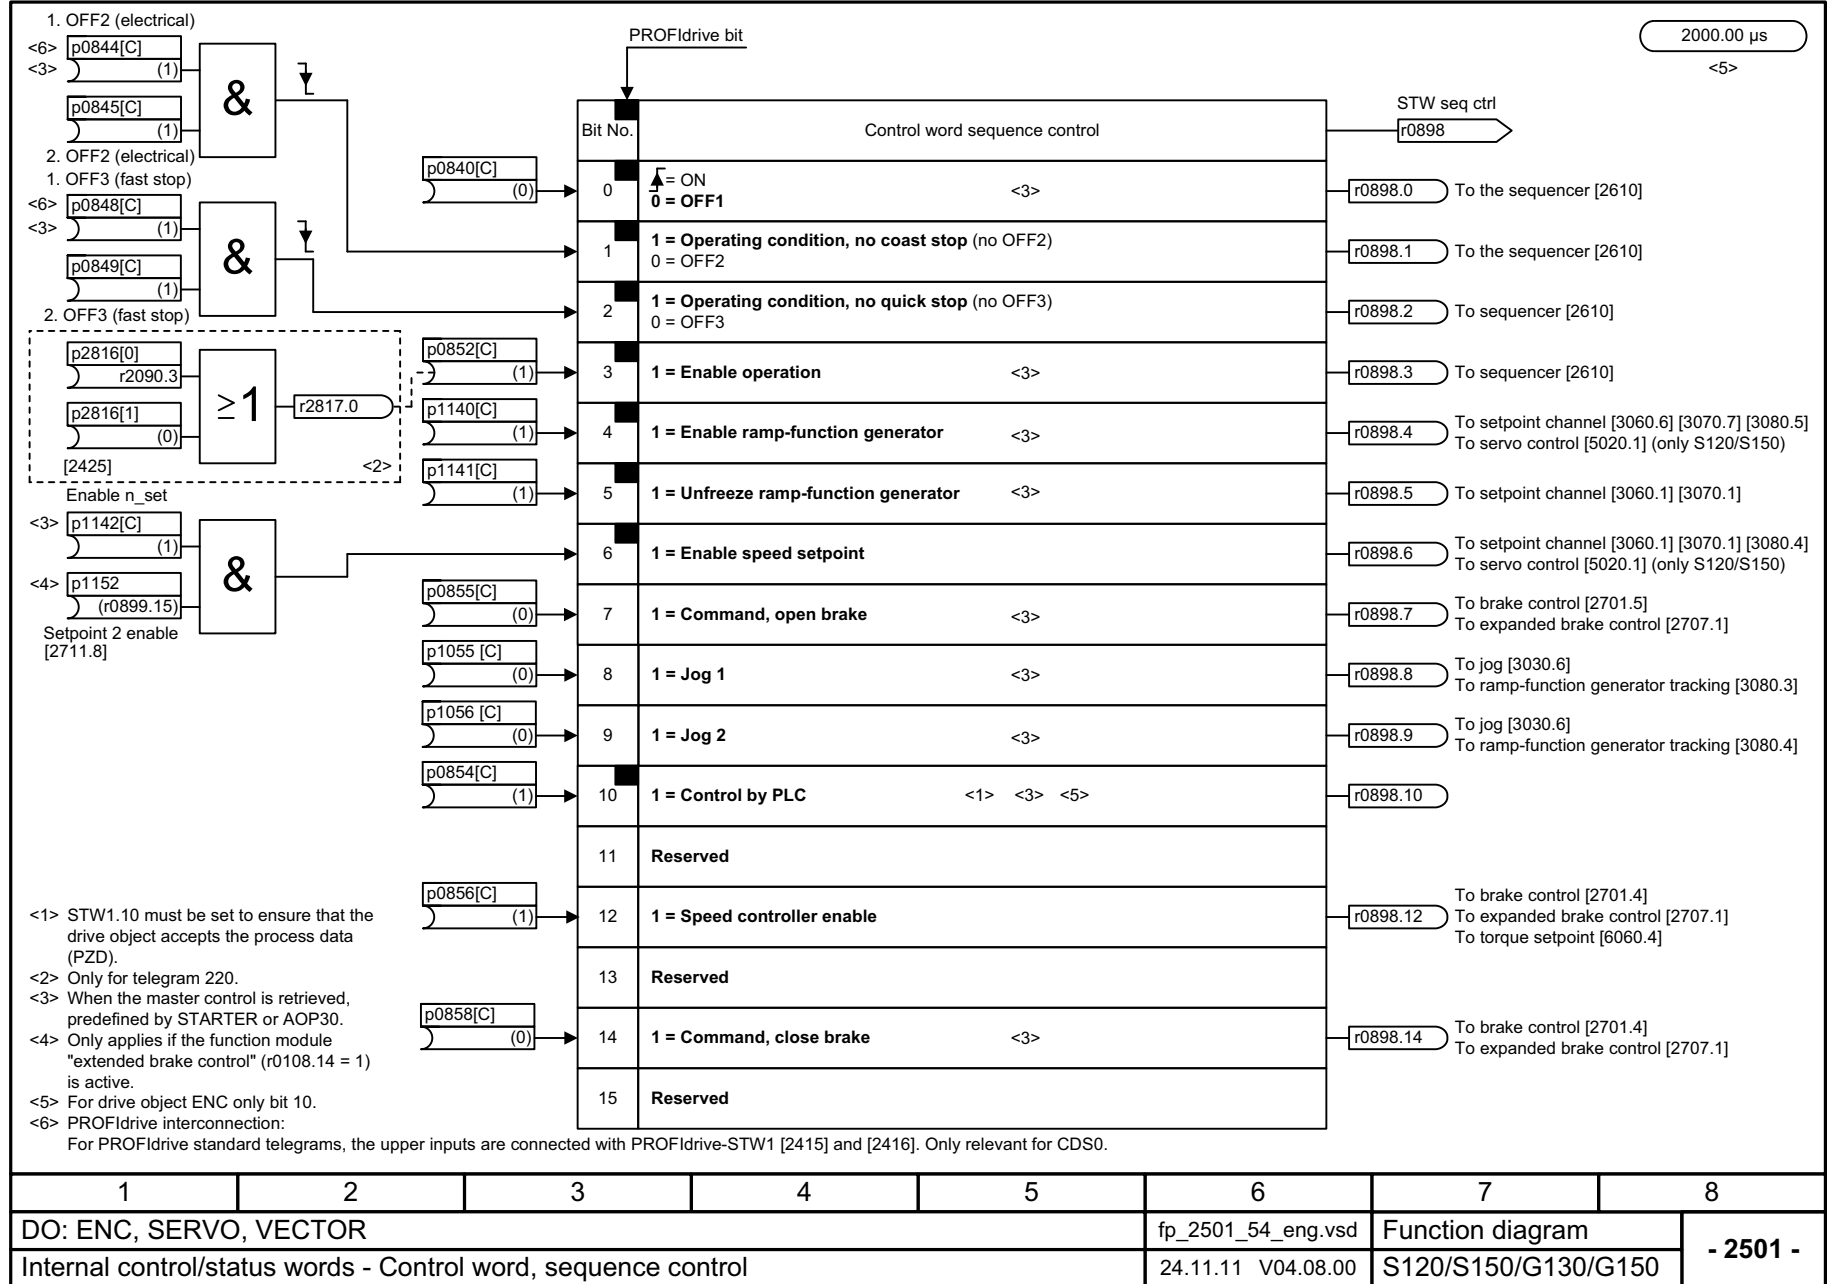 1. OFF2 (electrical)
<6> p0844[C]
<3> (1)
&
p0845[C]
(1)
2. OFF2 (electrical)
1. OFF3 (fast stop)
<6> p0848[C]
<3> (1)
&
p0849[C]
(1)
2. OFF3 (fast stop)
p2816[0]
r2090.3
≥1
r2817.0
p2816[1]
(0)
[2425] <2>
Enable n_set
<3> p1142[C]
(1)
&
<4> p1152
(r0899.15)
Setpoint 2 enable
[2711.8]
PROFIdrive bit
2000.00 µs
<5>
Bit No. Control word sequence control
STW seq ctrl
r0898
p0840[C]
(0)
0 = ON <3>
0 = OFF1
r0898.0 To the sequencer [2610]
1 1 = Operating condition, no coast stop (no OFF2)
0 = OFF2
r0898.1 To the sequencer [2610]
2 1 = Operating condition, no quick stop (no OFF3)
0 = OFF3
r0898.2 To sequencer [2610]
p0852[C]
(1)
3 1 = Enable operation <3>
r0898.3 To sequencer [2610]
p1140[C]
(1)
4 1 = Enable ramp-function generator <3>
r0898.4 To setpoint channel [3060.6] [3070.7] [3080.5]
To servo control [5020.1] (only S120/S150)
p1141[C]
(1)
5 1 = Unfreeze ramp-function generator <3>
r0898.5 To setpoint channel [3060.1] [3070.1]
6 1 = Enable speed setpoint
r0898.6 To setpoint channel [3060.1] [3070.1] [3080.4]
To servo control [5020.1] (only S120/S150)
p0855[C]
(0)
7 1 = Command, open brake <3>
r0898.7 To brake control [2701.5]
To expanded brake control [2707.1]
p1055 [C]
(0)
8 1 = Jog 1 <3>
r0898.8 To jog [3030.6]
To ramp-function generator tracking [3080.3]
p1056 [C]
(0)
9 1 = Jog 2 <3>
r0898.9 To jog [3030.6]
To ramp-function generator tracking [3080.4]
p0854[C]
(1)
10 1 = Control by PLC <1> <3> <5>
r0898.10
11 Reserved
p0856[C]
(1)
12 1 = Speed controller enable
r0898.12 To brake control [2701.4]
To expanded brake control [2707.1]
To torque setpoint [6060.4]
13 Reserved
p0858[C]
(0)
14 1 = Command, close brake <3>
r0898.14 To brake control [2701.4]
To expanded brake control [2707.1]
15 Reserved
<1> STW1.10 must be set to ensure that the
drive object accepts the process data
(PZD).
<2> Only for telegram 220.
<3> When the master control is retrieved,
predefined by STARTER or AOP30.
<4> Only applies if the function module
"extended brake control" (r0108.14 = 1)
is active.
<5> For drive object ENC only bit 10.
<6> PROFIdrive interconnection:
For PROFIdrive standard telegrams, the upper inputs are connected with PROFIdrive-STW1 [2415] and [2416]. Only relevant for CDS0.
1 2 3 4 5 6 7 8
DO: ENC, SERVO, VECTOR fp_2501_54_eng.vsd Function diagram
- 2501 -
Internal control/status words - Control word, sequence control 24.11.11 V04.08.00 S120/S150/G130/G150